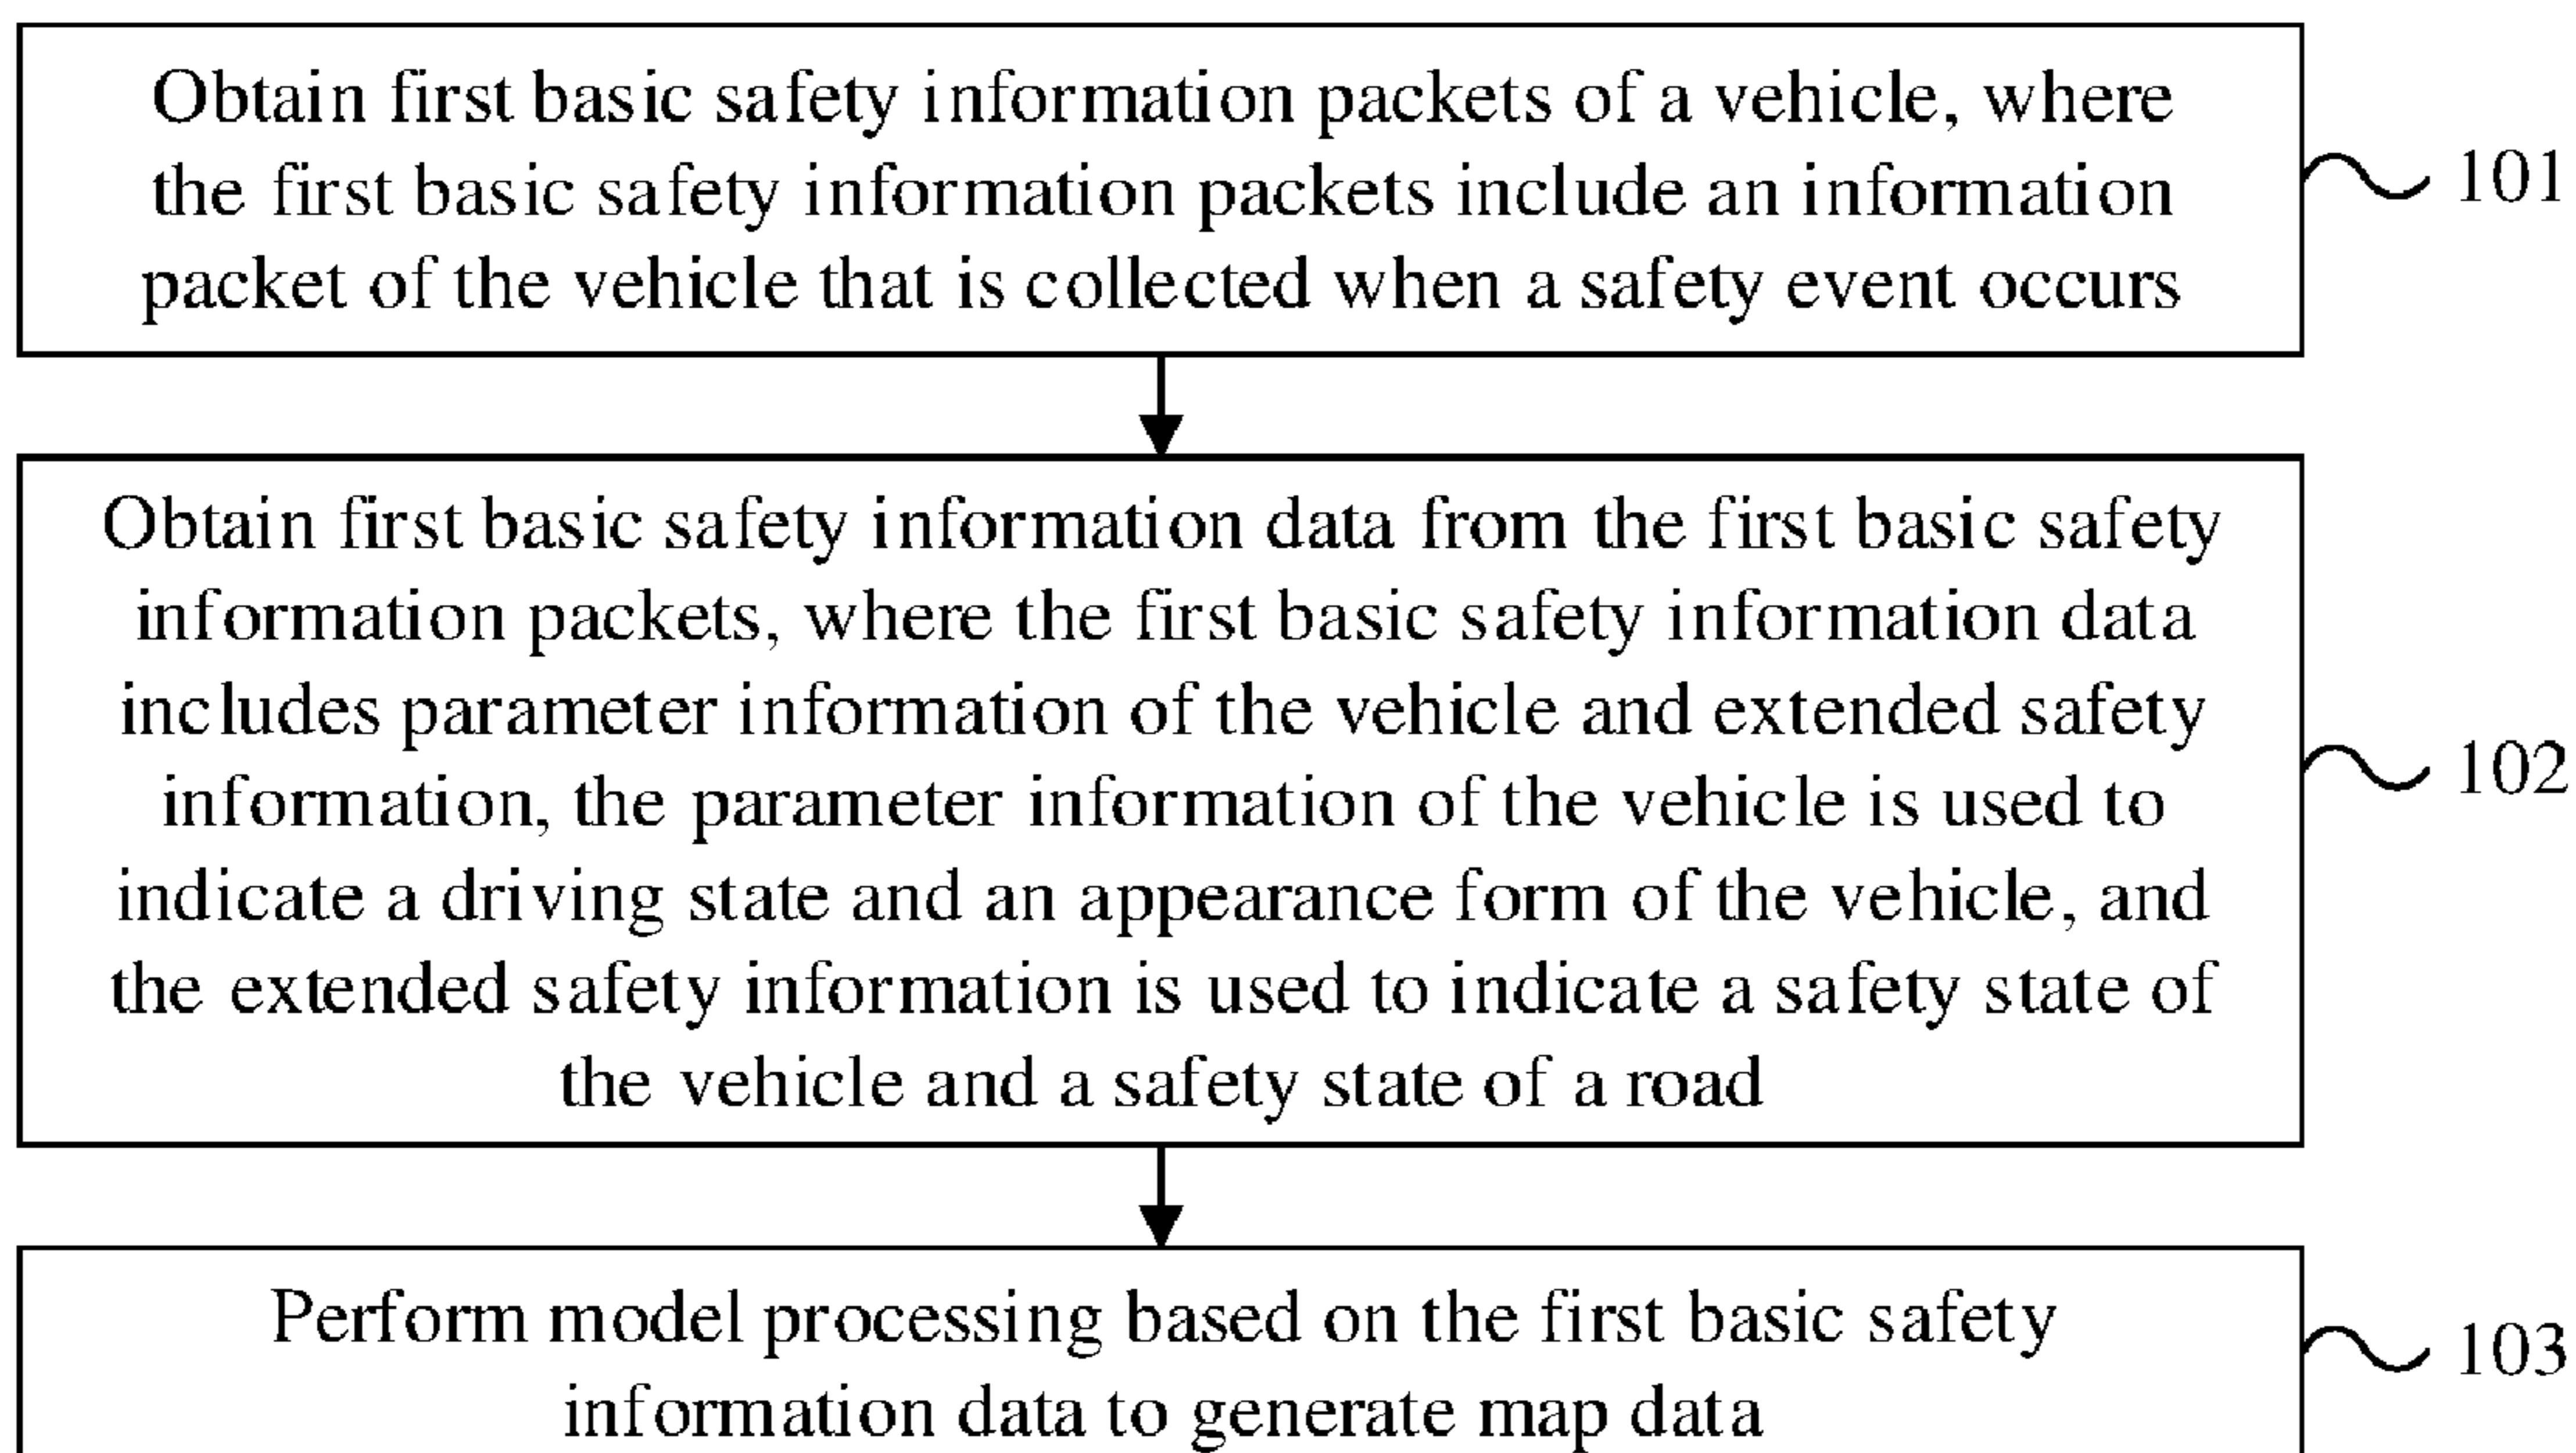 Obtain first basic safety information packets of a vehicle, where
the first basic safety information packets include an information
packet of the vehicle that is collected when a safety event occurs
101
Obtain first basic safety information data from the first basic safety
information packets, where the first basic safety information data
includes parameter information of the vehicle and extended safety
information, the parameter information of the vehicle is used to
indicate a driving state and an appearance form of the vehicle, and
the extended safety information is used to indicate a safety state of
the vehicle and a safety state of a road
102
Perform model processing based on the first basic safety
information data to generate map data
103